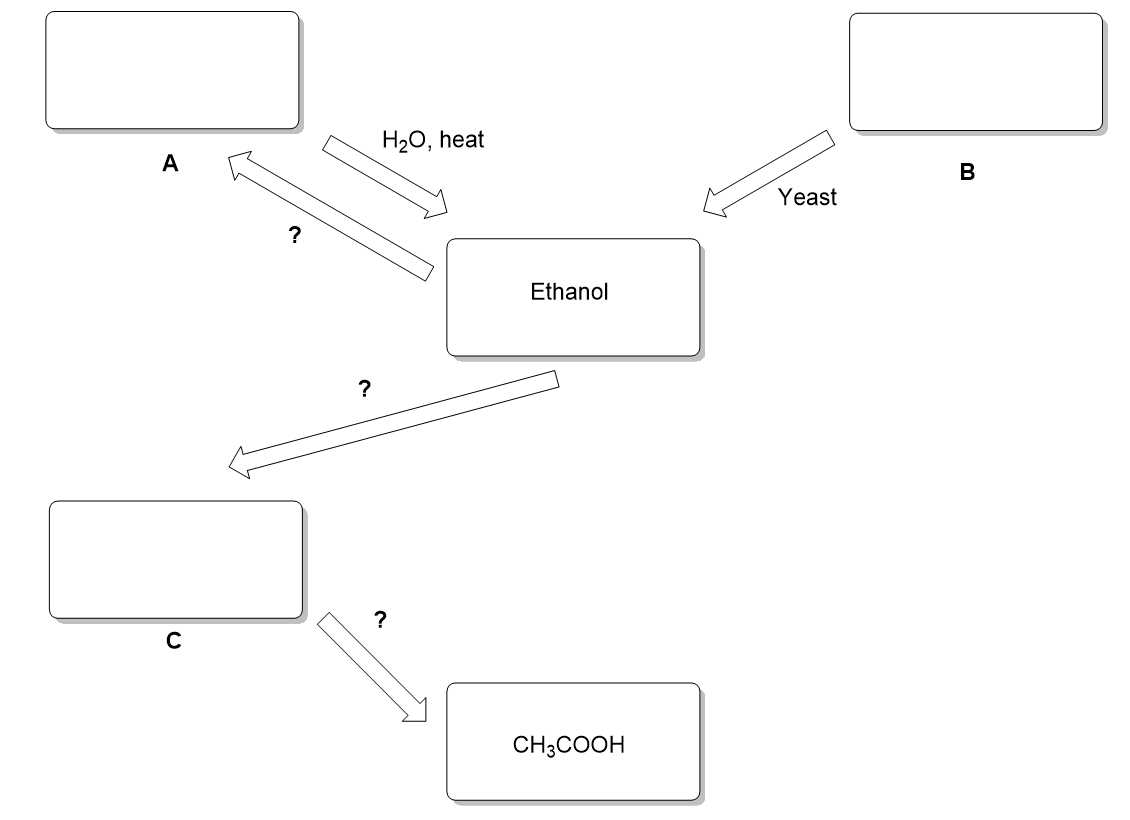 H₂O, heat
A
B
?
Yeast
Ethanol
?
C
?
CH₃COOH